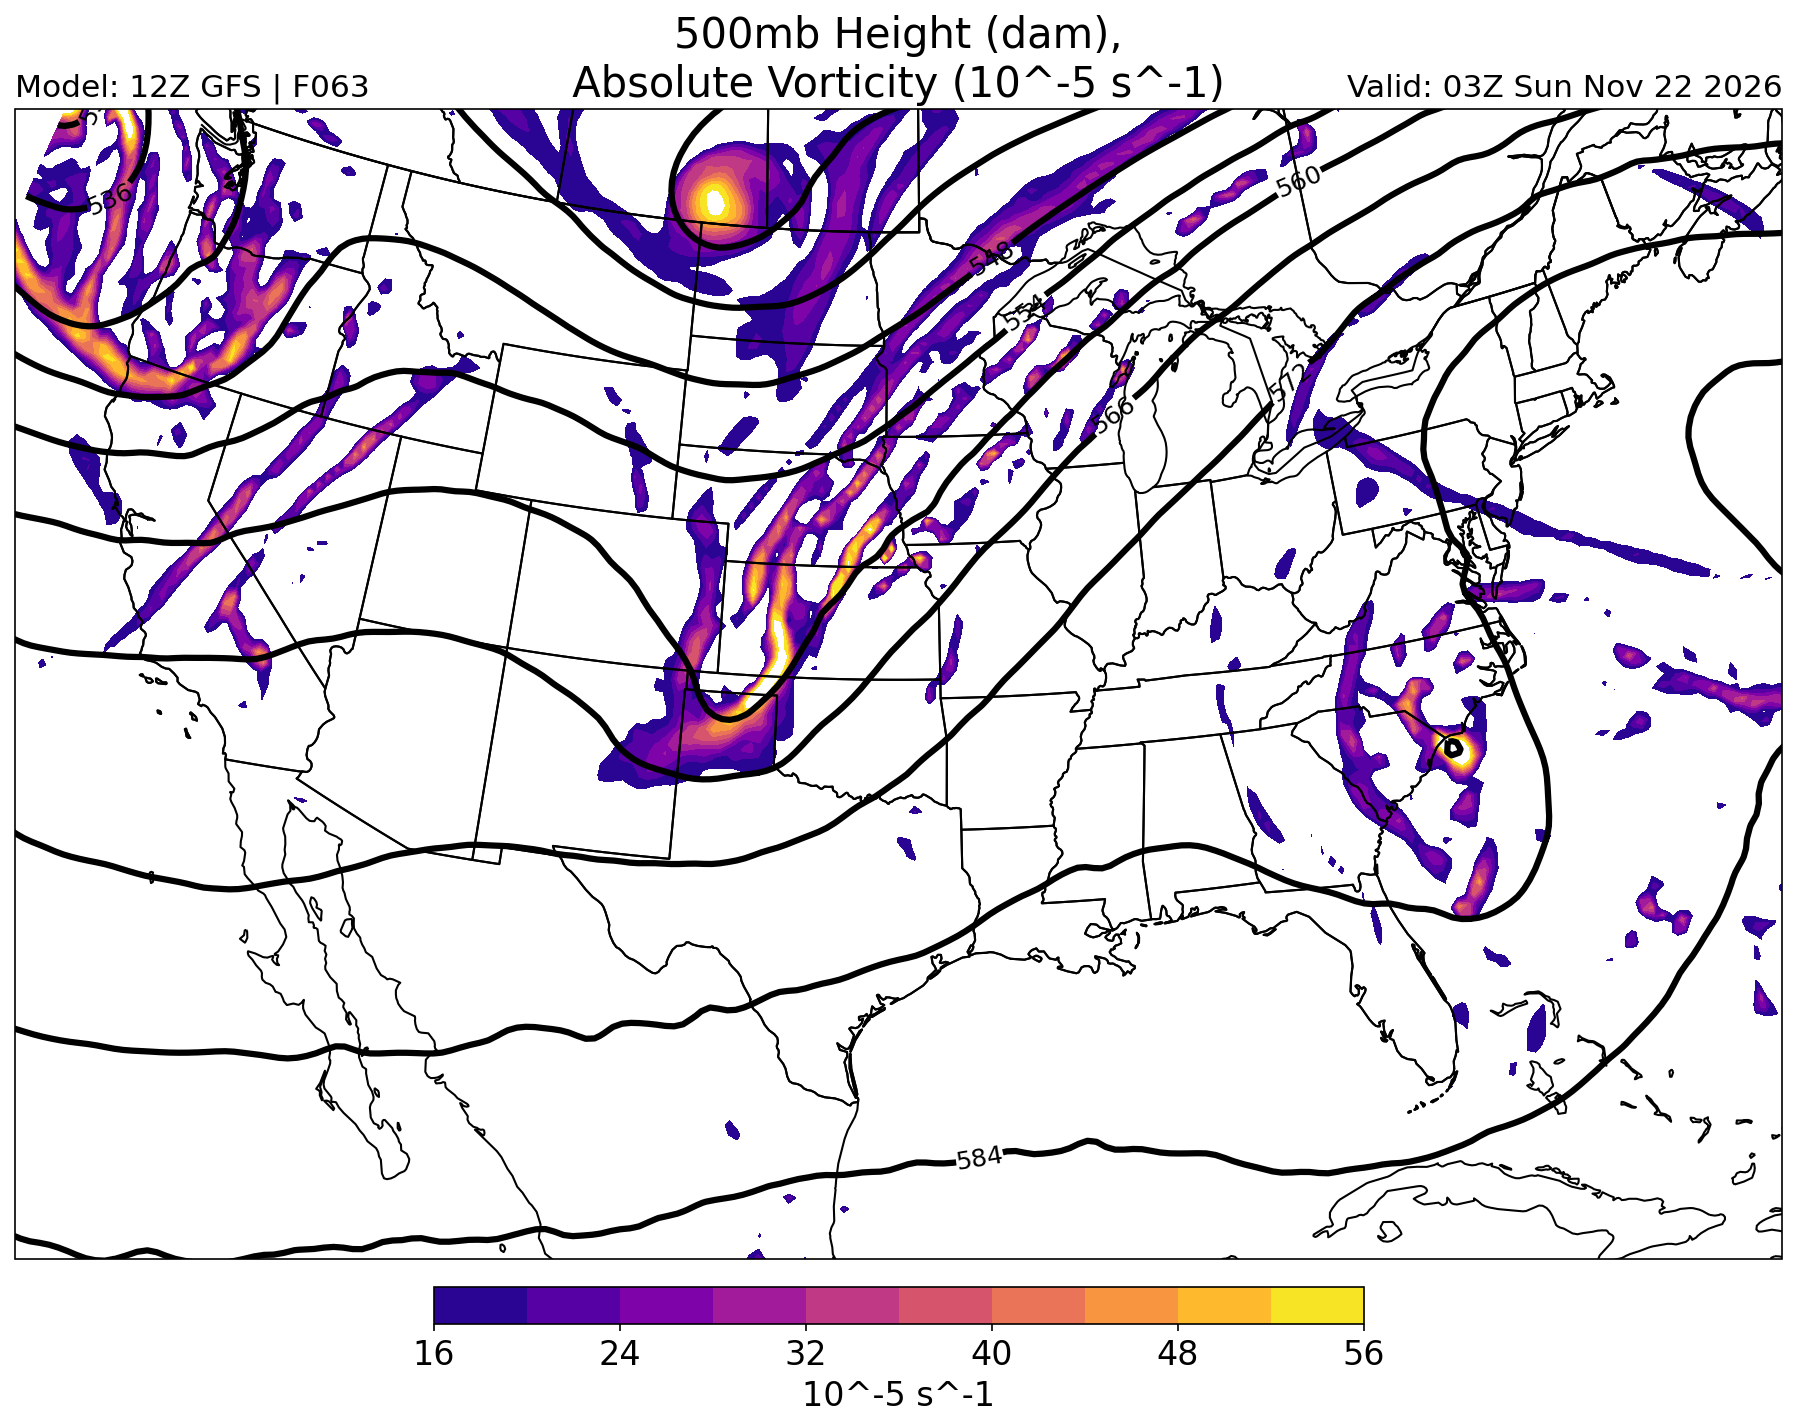 500mb Height (dam),
Absolute Vorticity (10^-5 s^-1)
Model: 12Z GFS | F063
Valid: 03Z Sun Nov 22 2026
536
560
548
554
572
566
584
16 24 32 40 48 56
10^-5 s^-1